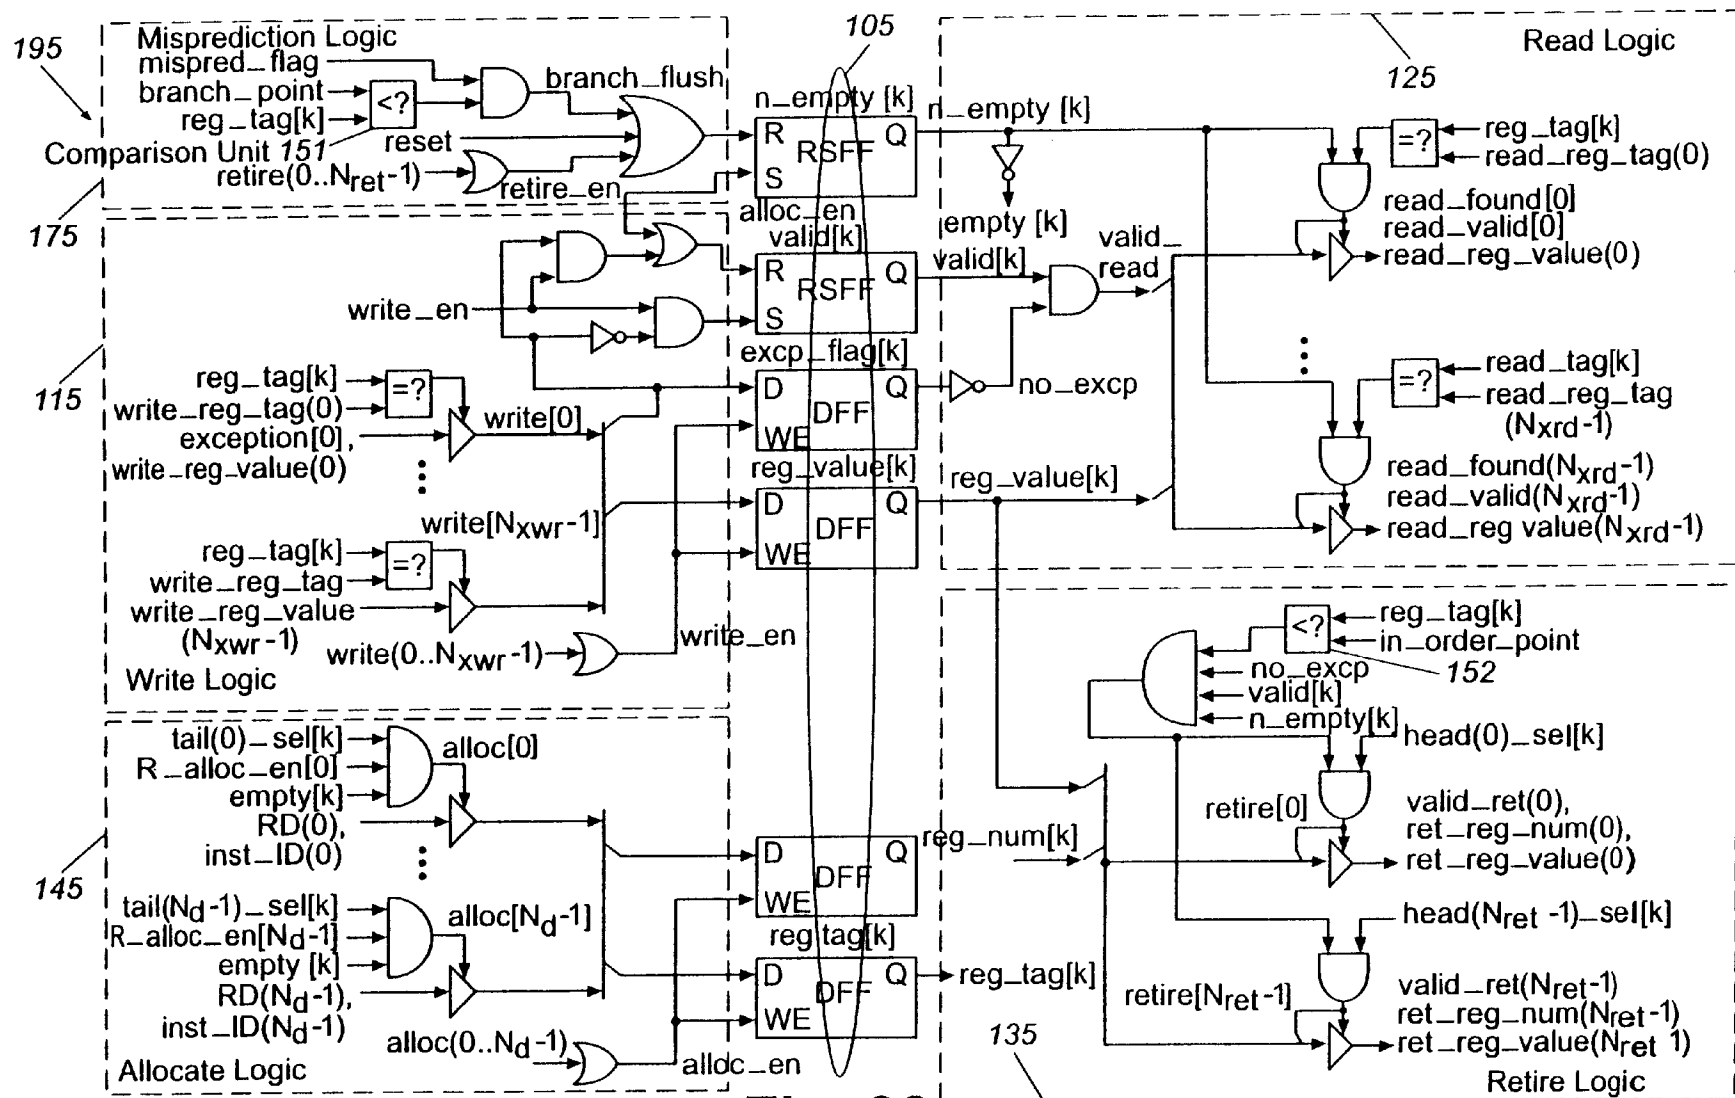 195
Misprediction Logic
mispred_flag
branch_point
reg_tag[k]
<?
branch_flush
Comparison Unit 151
reset
retire(0..Nret-1)
retire_en
175
105
n_empty [k]
R
RSFF
Q
S
n_empty [k]
empty [k]
125
Read Logic
=?
reg_tag[k]
read_reg_tag(0)
read_found[0]
read_valid[0]
read_reg_value(0)
alloc_en
valid[k]
R
RSFF
Q
S
valid[k]
valid_
read
write_en
115
reg_tag[k]
write_reg_tag(0)
=?
exception[0],
write_reg_value(0)
write[0]
excp_flag[k]
D
DFF
Q
WE
no_excp
=?
read_tag[k]
read_reg_tag
(Nxrd-1)
read_found(Nxrd-1)
read_valid(Nxrd-1)
read_reg value(Nxrd-1)
reg_value[k]
D
DFF
Q
WE
reg_value[k]
write[Nxwr-1]
reg_tag[k]
write_reg_tag
=?
write_reg_value
(Nxwr-1)
write(0..Nxwr-1)
write_en
Write Logic
<?
reg_tag[k]
in_order_point
152
no_excp
valid[k]
n_empty[k]
head(0)_sel[k]
retire[0]
valid_ret(0),
ret_reg_num(0),
ret_reg_value(0)
tail(0)_sel[k]
R_alloc_en[0]
empty[k]
alloc[0]
RD(0),
inst_ID(0)
145
tail(Nd-1)_sel[k]
R_alloc_en[Nd-1]
empty [k]
alloc[Nd-1]
RD(Nd-1),
inst_ID(Nd-1)
alloc(0..Nd-1)
alloc_en
Allocate Logic
D
DFF
Q
WE
reg_num[k]
reg tag[k]
D
DFF
Q
WE
reg_tag[k]
head(Nret -1)_sel[k]
retire[Nret-1]
valid_ret(Nret-1)
ret_reg_num(Nret-1)
ret_reg_value(Nret 1)
135
Retire Logic